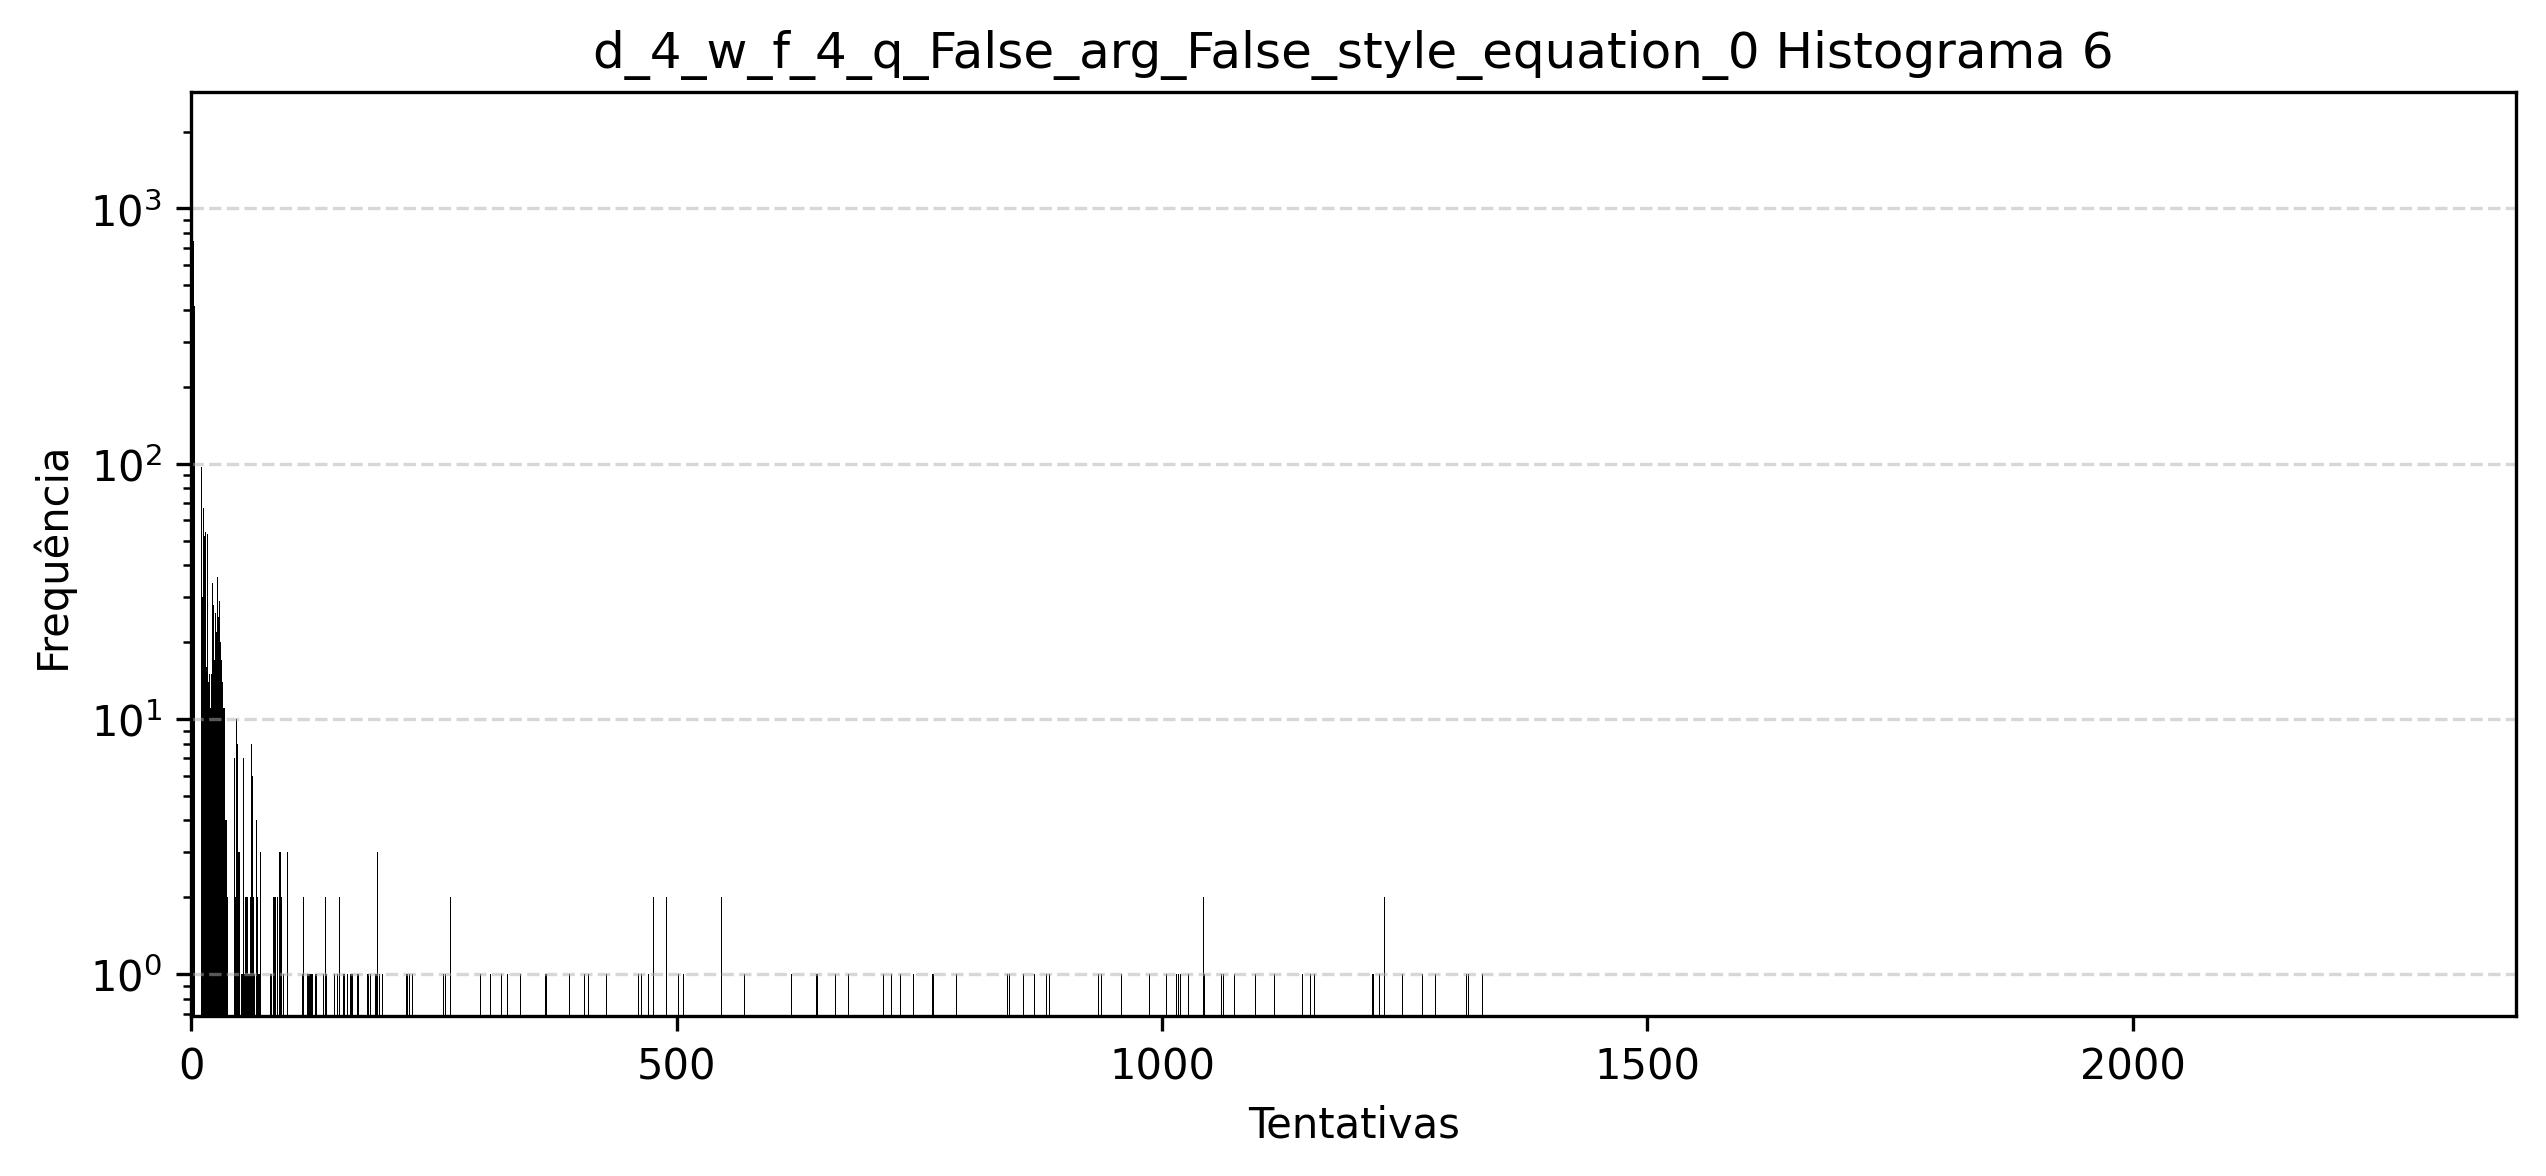 d_4_w_f_4_q_False_arg_False_style_equation_0 Histograma 6
Frequência
10³
10²
10¹
10⁰
0 500 1000 1500 2000
Tentativas